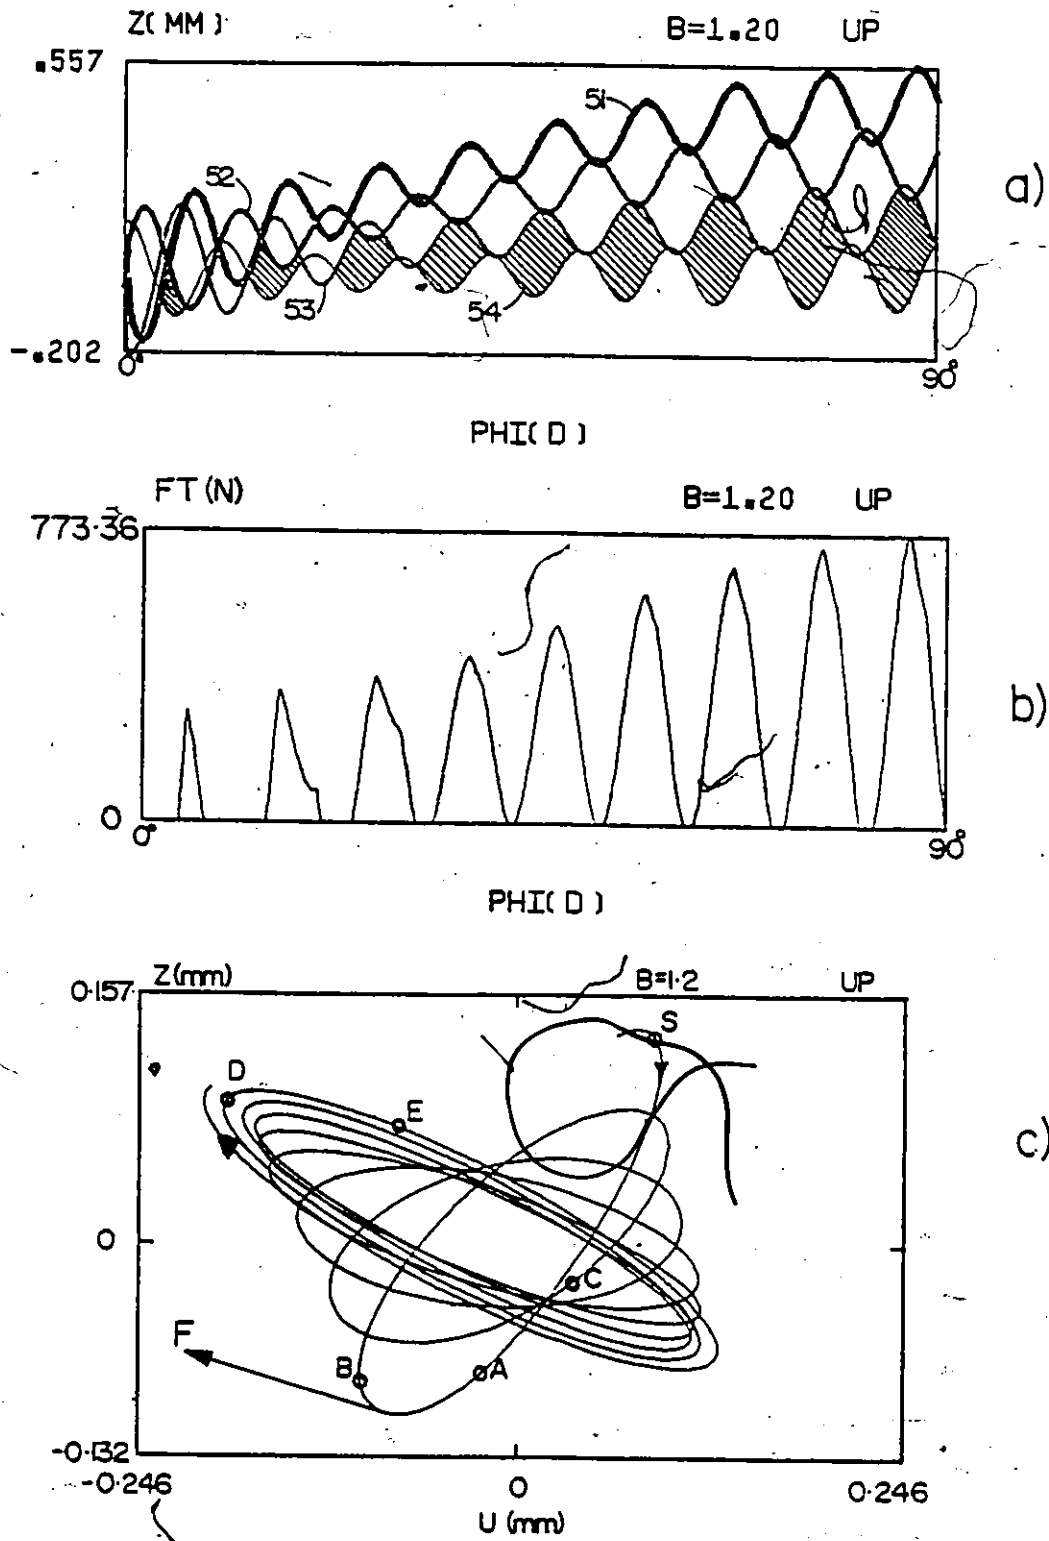 Z(MM) B=1.20 UP
.557
51
52
a)
53
54
-.202
0° 90°
PHI(D)
FT(N) B=1.20 UP
773.36
b)
0
0° 90°
PHI(D)
Z(mm) B=1.2 UP
0.157
S
D
E
c)
0
C
F
B
A
-0.132
-0.246 0 0.246
U (mm)